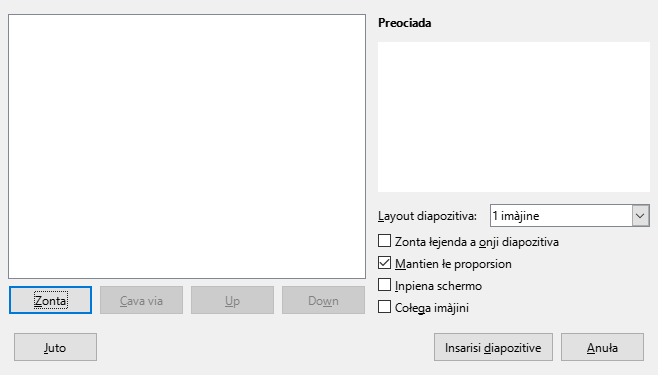 Preociada
Layout diapozitiva: 1 imàjine
Zonta łejenda a onji diapozitiva
Mantien łe proporsion
Inpiena schermo
Cołega imàjini
Zonta Cava via Up Down
Juto Insarisi diapozitive Anuła